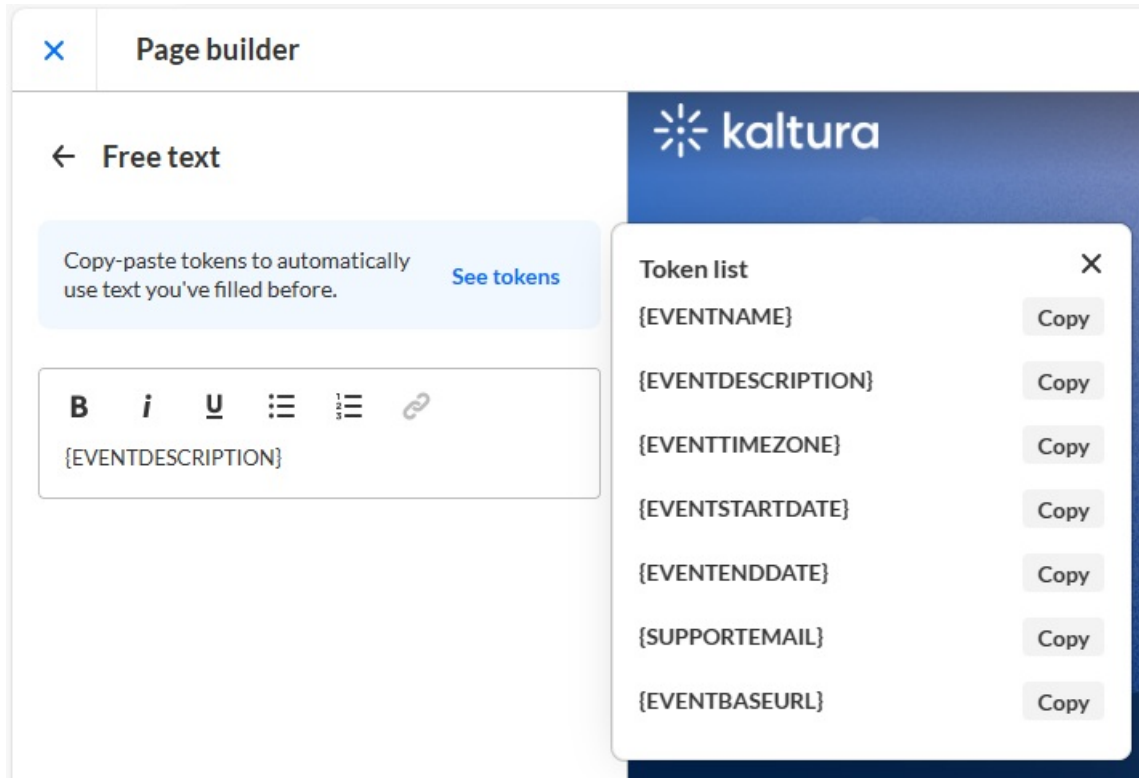 Page builder
Free text
kaltura
Copy-paste tokens to automatically
use text you've filled before.
See tokens
B i U
{EVENTDESCRIPTION}
Token list
{EVENTNAME} Copy
{EVENTDESCRIPTION} Copy
{EVENTTIMEZONE} Copy
{EVENTSTARTDATE} Copy
{EVENTENDDATE} Copy
{SUPPORTEMAIL} Copy
{EVENTBASEURL} Copy